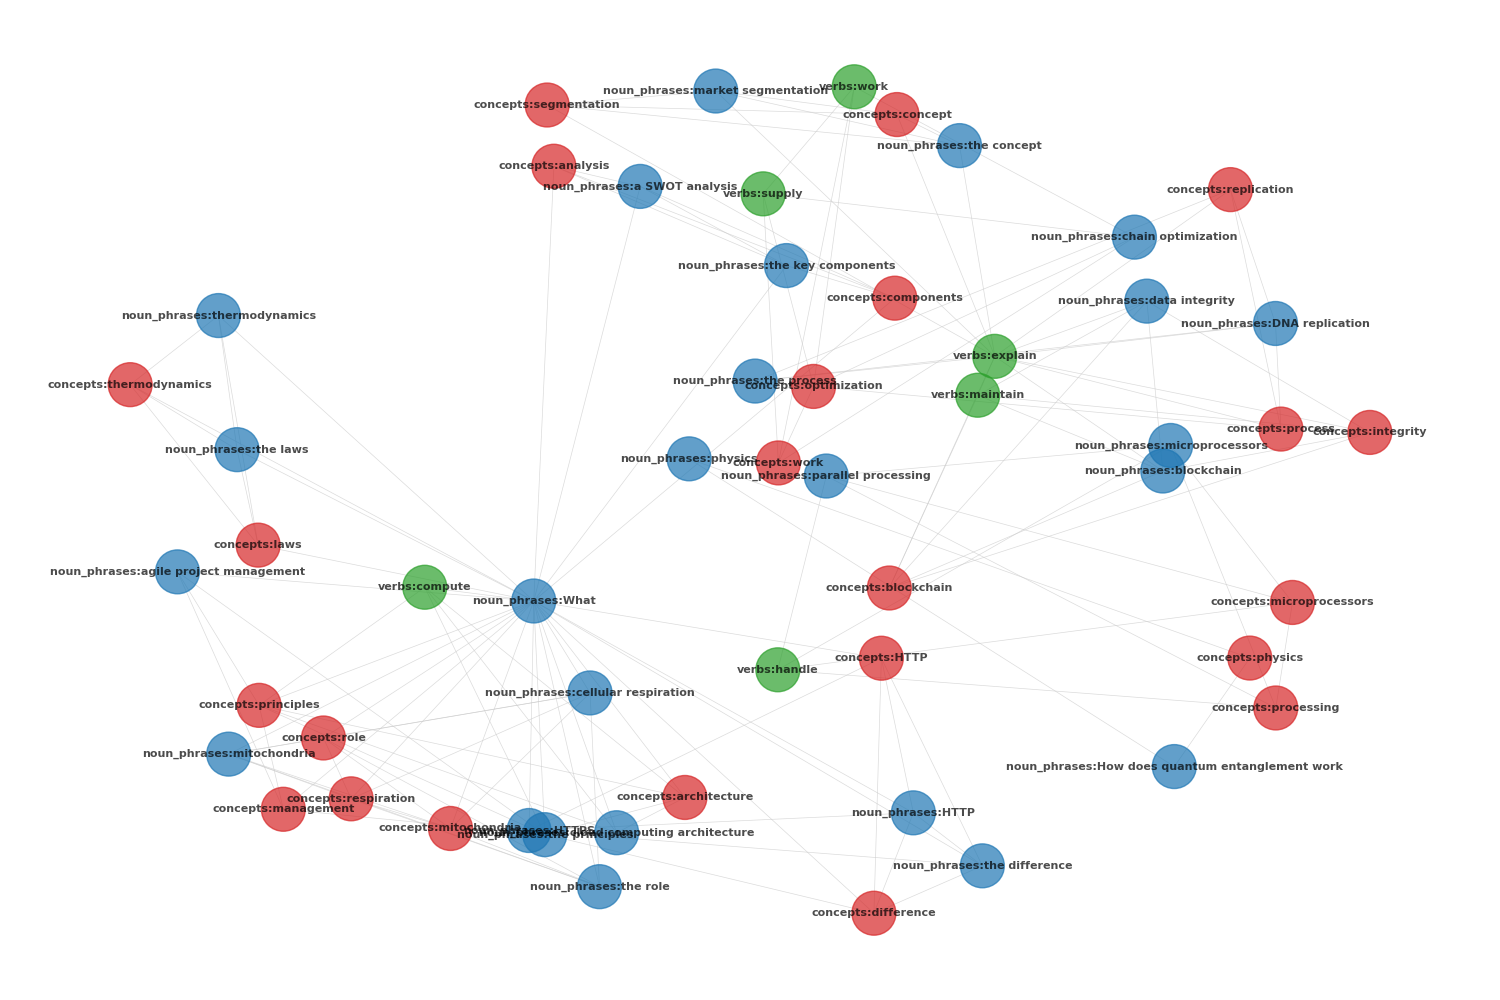 verbs:work
noun_phrases:market segmentation
concepts:segmentation
concepts:concept
noun_phrases:the concept
concepts:analysis
noun_phrases:a SWOT analysis
verbs:supply
concepts:replication
noun_phrases:chain optimization
noun_phrases:the key components
concepts:components
noun_phrases:data integrity
noun_phrases:thermodynamics
noun_phrases:DNA replication
verbs:explain
noun_phrases:the process
concepts:optimization
concepts:thermodynamics
verbs:maintain
concepts:process
concepts:integrity
noun_phrases:the laws
noun_phrases:microprocessors
noun_phrases:physics
concepts:work
noun_phrases:blockchain
noun_phrases:parallel processing
concepts:laws
noun_phrases:agile project management
verbs:compute
concepts:blockchain
noun_phrases:What
concepts:microprocessors
concepts:HTTP
concepts:physics
verbs:handle
noun_phrases:cellular respiration
concepts:principles
concepts:processing
concepts:role
noun_phrases:mitochondria
noun_phrases:How does quantum entanglement work
concepts:architecture
concepts:respiration
concepts:management
noun_phrases:HTTP
concepts:mitochondria
noun_phrases:HTTPS
computing architecture
noun_phrases:the principles
noun_phrases:the difference
noun_phrases:the role
concepts:difference